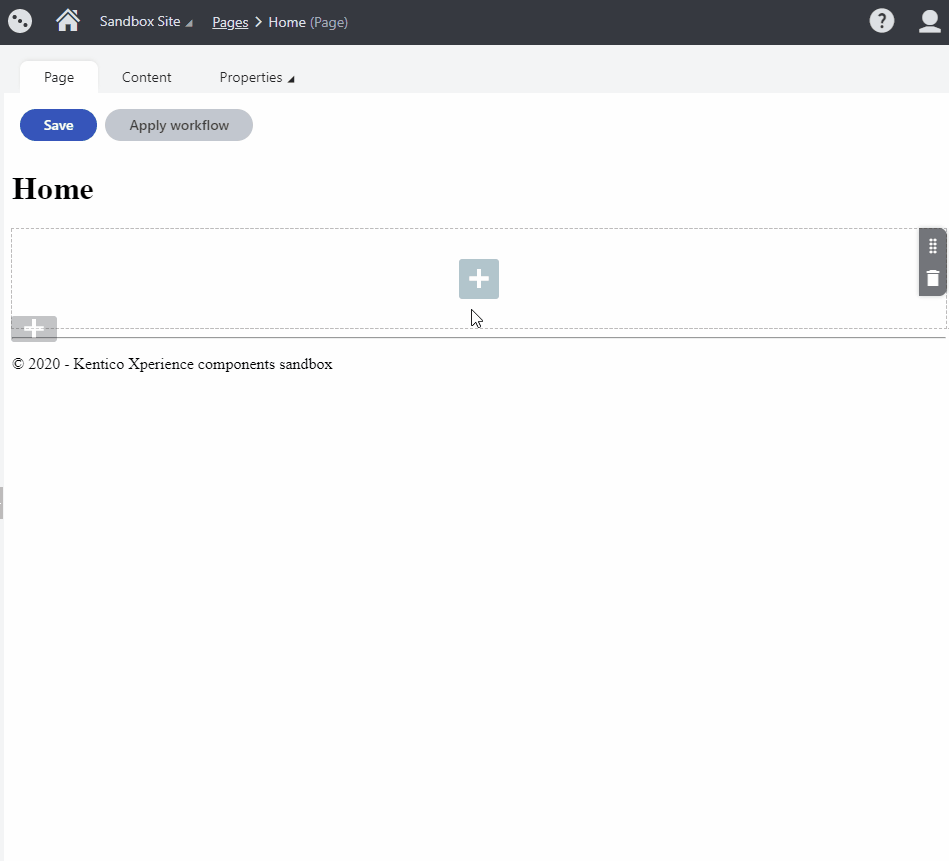 Sandbox Site Pages Home (Page)
Page Content Properties
Save Apply workflow
Home
© 2020 - Kentico Xperience components sandbox